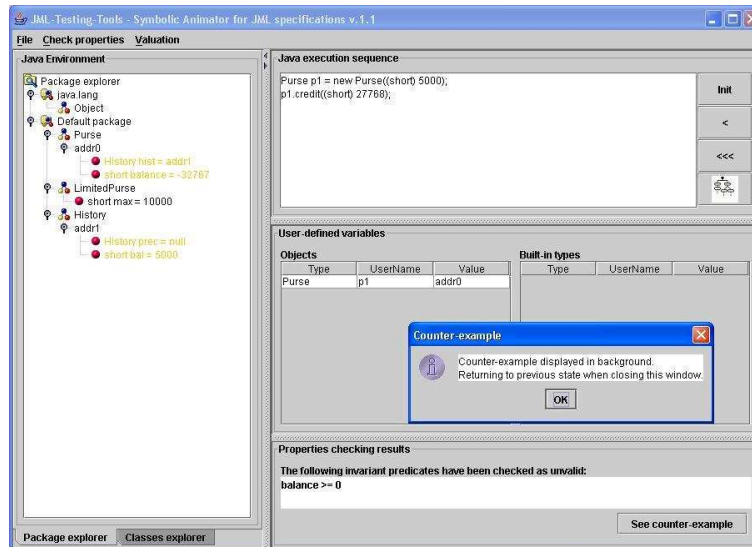 JML-Testing-Tools - Symbolic Animator for JML specifications v.1.1
File Check properties Valuation
Java Environment
Package explorer
java.lang
Object
Default package
Purse
addr0
History hist = addr1
short balance = -32767
LimitedPurse
short max = 10000
History
addr1
History prec = null
short bal = 5000
Package explorer Classes explorer
Java execution sequence
Purse p1 = new Purse((short) 5000);
p1.credit((short) 27768);
Init
<
<<<
User-defined variables
Objects
Type UserName Value
Purse p1 addr0
Built-in types
Type UserName Value
Counter-example
Counter-example displayed in background.
Returning to previous state when closing this window.
OK
Properties checking results
The following invariant predicates have been checked as unvalid:
balance >= 0
See counter-example